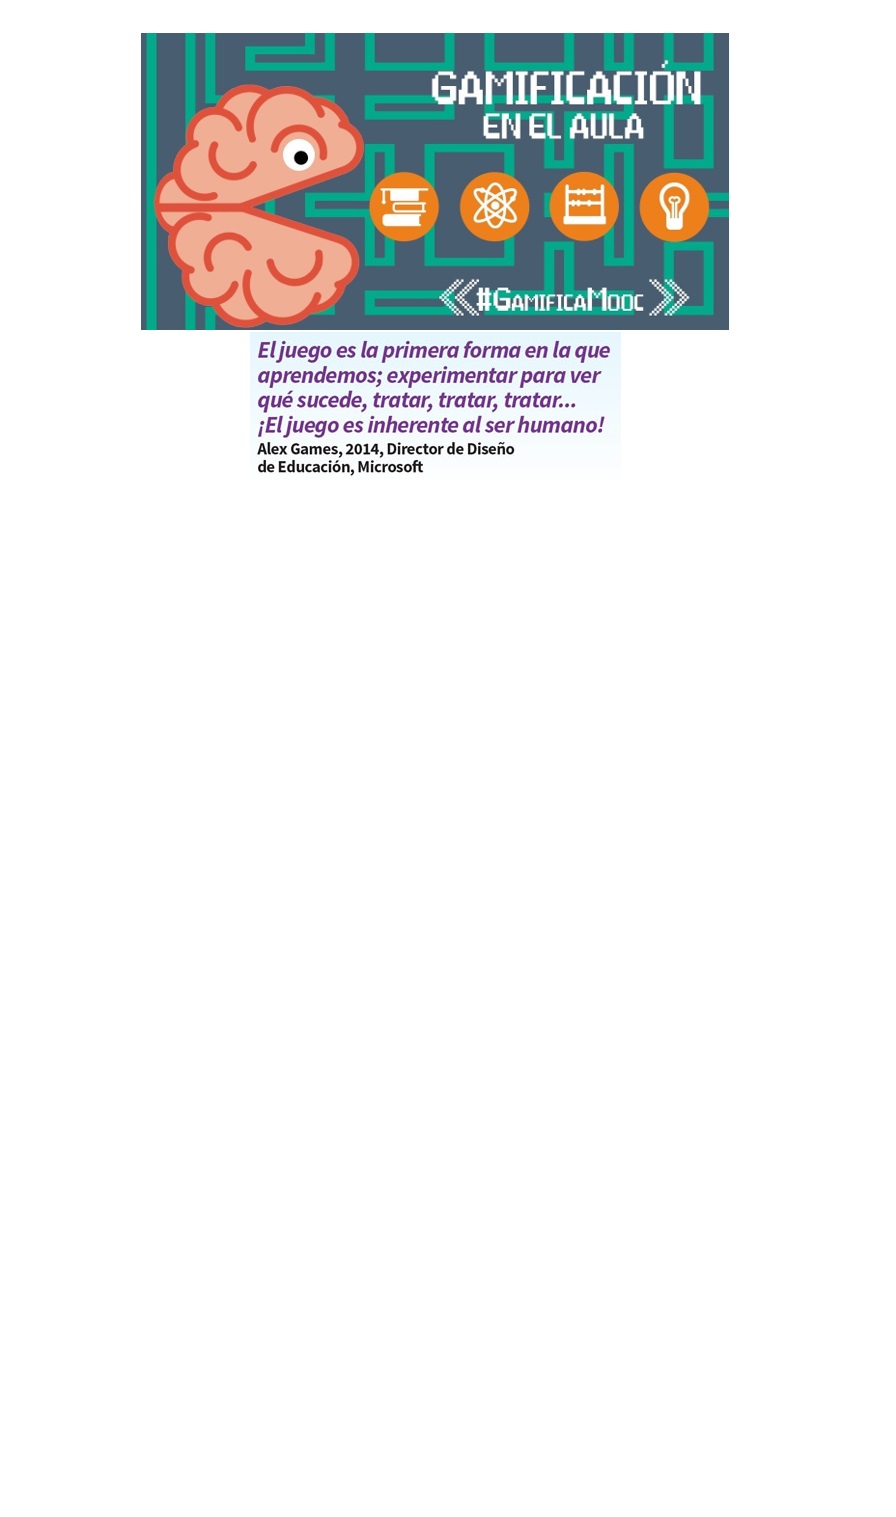 GAMIFICACIÓN
EN EL AULA
#GAMIFICAMOOC
El juego es la primera forma en la que
aprendemos; experimentar para ver
qué sucede, tratar, tratar, tratar...
¡El juego es inherente al ser humano!
Alex Games, 2014, Director de Diseño
de Educación, Microsoft